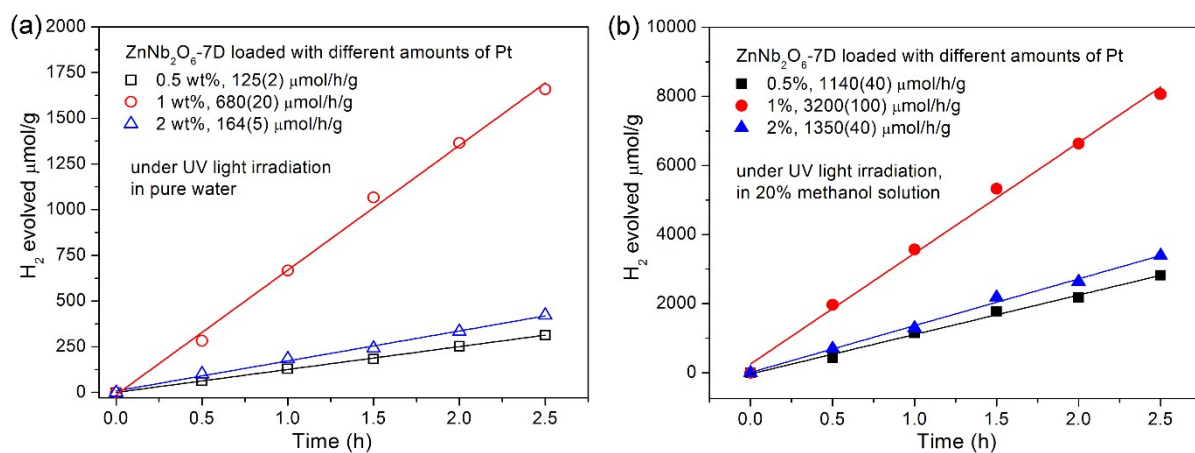 (a)
2000
1750
1500
1250
1000
750
500
250
0
H₂ evolved μmol/g
ZnNb₂O₆-7D loaded with different amounts of Pt
0.5 wt%, 125(2) μmol/h/g
1 wt%, 680(20) μmol/h/g
2 wt%, 164(5) μmol/h/g
under UV light irradiation
in pure water
0.0 0.5 1.0 1.5 2.0 2.5
Time (h)
(b)
10000
8000
6000
4000
2000
0
H₂ evolved μmol/g
ZnNb₂O₆-7D loaded with different amounts of Pt
0.5%, 1140(40) μmol/h/g
1%, 3200(100) μmol/h/g
2%, 1350(40) μmol/h/g
under UV light irradiation,
in 20% methanol solution
0.0 0.5 1.0 1.5 2.0 2.5
Time (h)